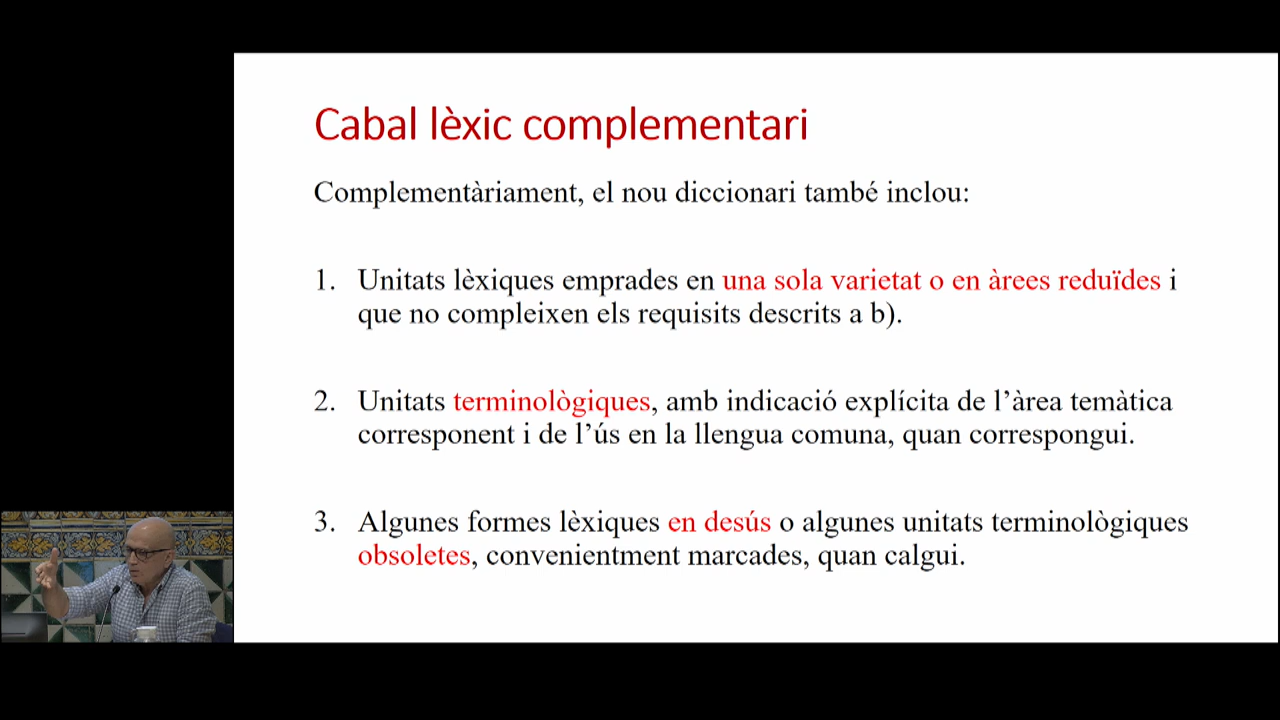 Cabal lèxic complementari
Complementàriament, el nou diccionari també inclou:
1. Unitats lèxiques emprades en una sola varietat o en àrees reduïdes i
que no compleixen els requisits descrits a b).
2. Unitats terminològiques, amb indicació explícita de l’àrea temàtica
corresponent i de l’ús en la llengua comuna, quan correspongui.
3. Algunes formes lèxiques en desús o algunes unitats terminològiques
obsoletes, convenientment marcades, quan calgui.